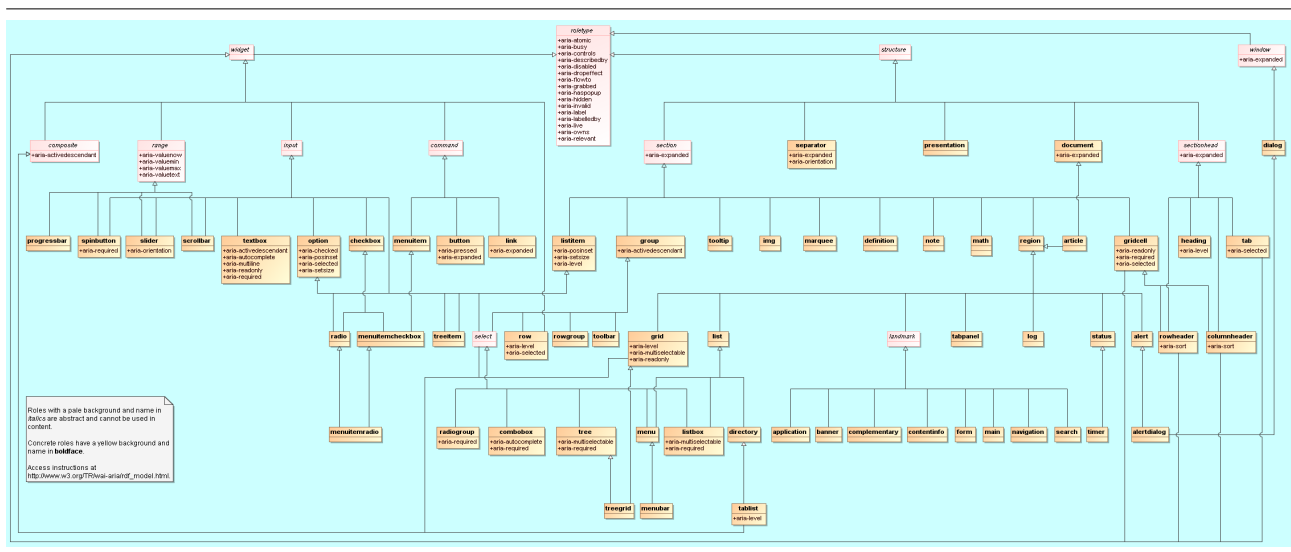 roletype
+aria-atomic
+aria-busy
+aria-controls
+aria-describedby
+aria-disabled
+aria-dropeffect
+aria-flowto
+aria-grabbed
+aria-haspopup
+aria-hidden
+aria-invalid
+aria-label
+aria-labelledby
+aria-live
+aria-owns
+aria-relevant
widget
structure
window
+aria-expanded
composite
+aria-activedescendant
range
+aria-valuenow
+aria-valuemin
+aria-valuemax
+aria-valuetext
input
command
section
+aria-expanded
separator
+aria-expanded
+aria-orientation
presentation
document
+aria-expanded
sectionhead
+aria-expanded
dialog
progressbar
spinbutton
+aria-required
slider
+aria-orientation
scrollbar
textbox
+aria-activedescendant
+aria-autocomplete
+aria-multiline
+aria-readonly
+aria-required
option
+aria-checked
+aria-posinset
+aria-selected
+aria-setsize
checkbox
menuitem
button
+aria-pressed
+aria-expanded
link
+aria-expanded
listitem
+aria-posinset
+aria-setsize
+aria-level
group
+aria-activedescendant
tooltip
img
marquee
definition
note
math
region
article
gridcell
+aria-readonly
+aria-required
+aria-selected
heading
+aria-level
tab
+aria-selected
radio
menuitemcheckbox
treeitem
select
row
+aria-level
+aria-selected
rowgroup
toolbar
grid
+aria-level
+aria-multiselectable
+aria-readonly
list
landmark
tabpanel
log
status
alert
rowheader
+aria-sort
columnheader
+aria-sort
menuitemradio
radiogroup
+aria-required
combobox
+aria-autocomplete
+aria-required
tree
+aria-multiselectable
+aria-required
menu
listbox
+aria-multiselectable
+aria-required
directory
application
banner
complementary
contentinfo
form
main
navigation
search
timer
alertdialog
treegrid
menubar
tablist
+aria-level
Roles with a pale background and name in
italics are abstract and cannot be used in
content.
Concrete roles have a yellow background and
name in boldface.
Access instructions at
http://www.w3.org/TR/wai-aria/rdf_model.html.